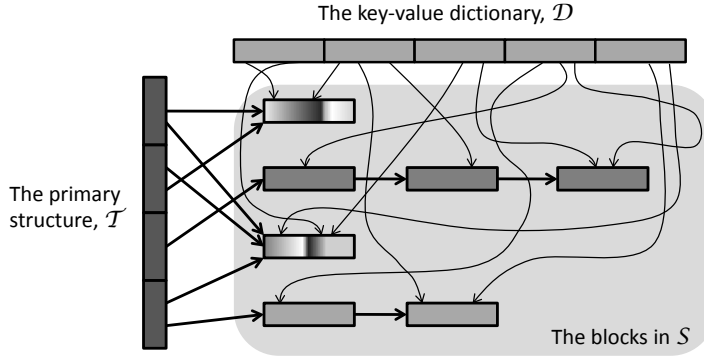 The key-value dictionary, 𝒟
The primary
structure, 𝒯
The blocks in 𝒮